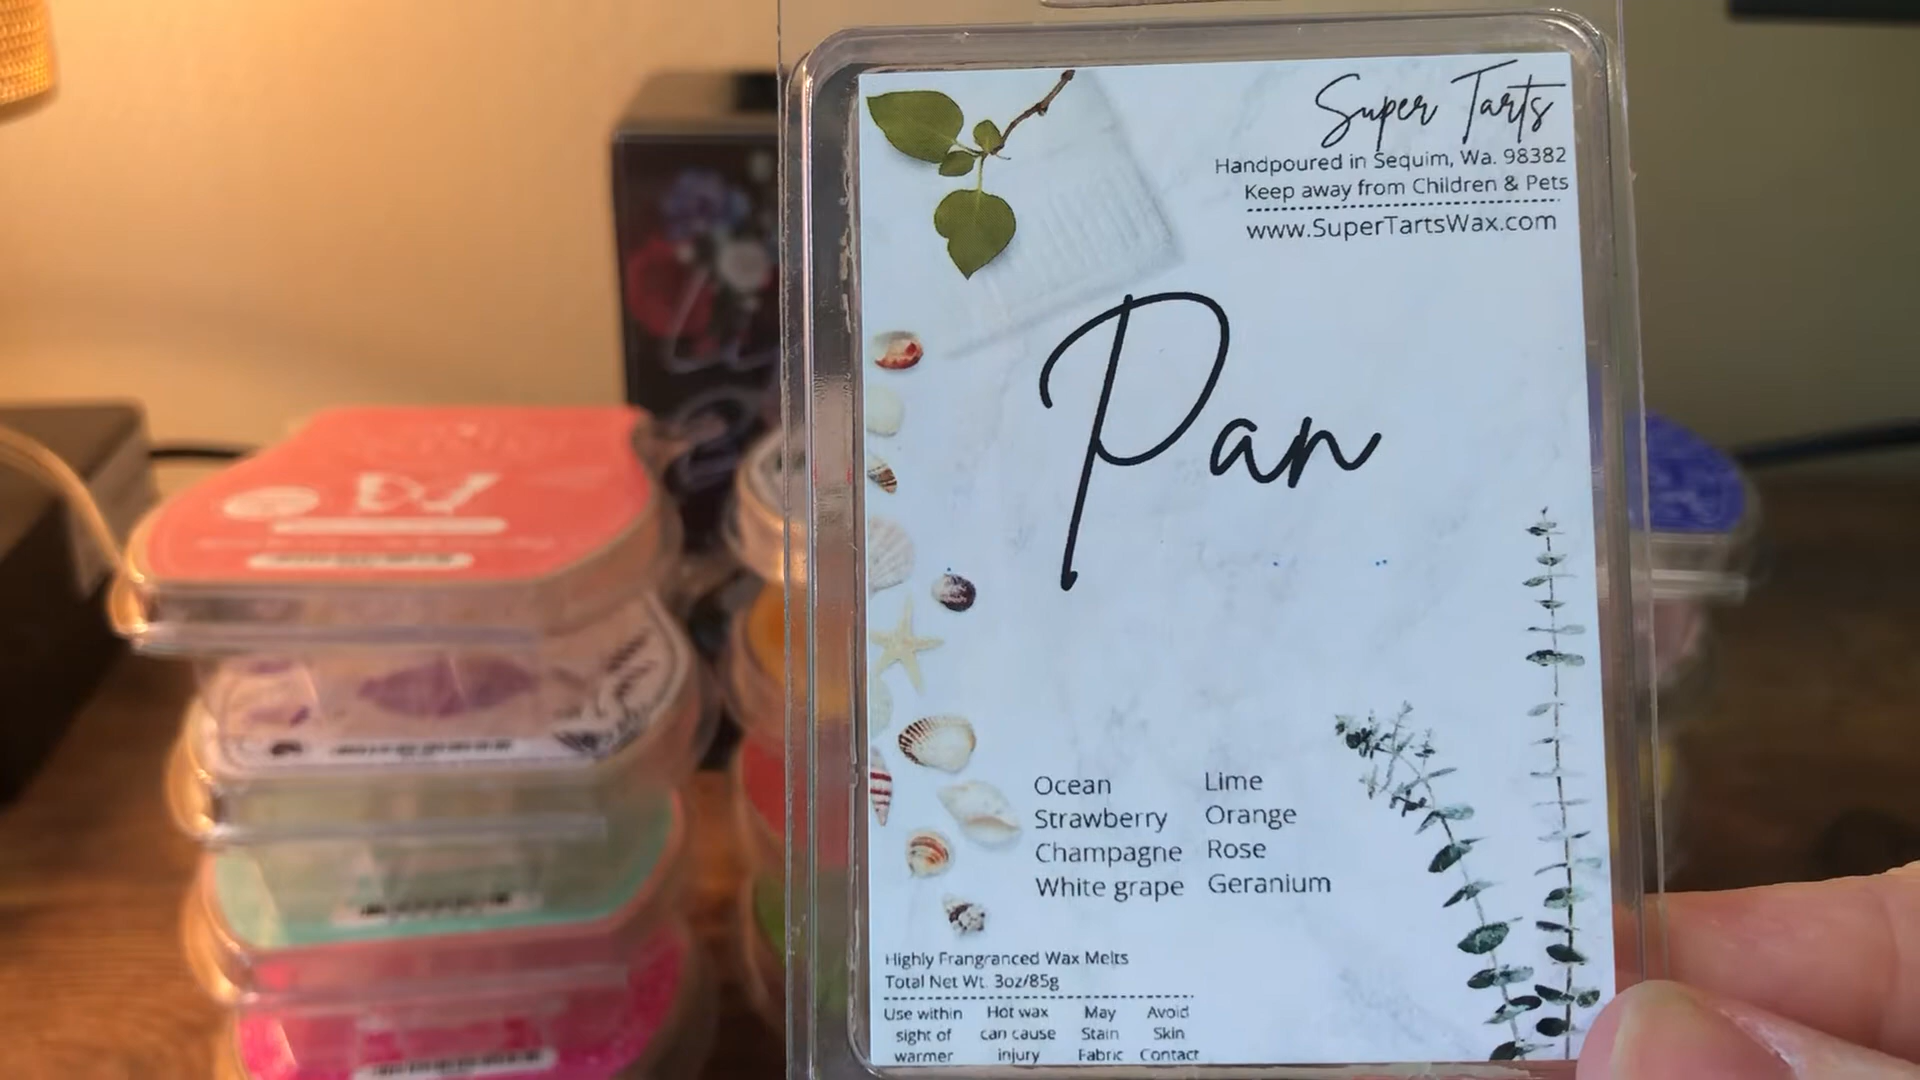 Super Tarts
Handpoured in Sequim, Wa. 98382
Keep away from Children & Pets
www.SuperTartsWax.com
Pan
Ocean
Strawberry
Champagne
White grape
Lime
Orange
Rose
Geranium
Highly Frangranced Wax Melts
Total Net Wt. 3oz/85g
Use within sight of warmer
Hot wax can cause injury
May Stain Fabric
Avoid Skin Contact